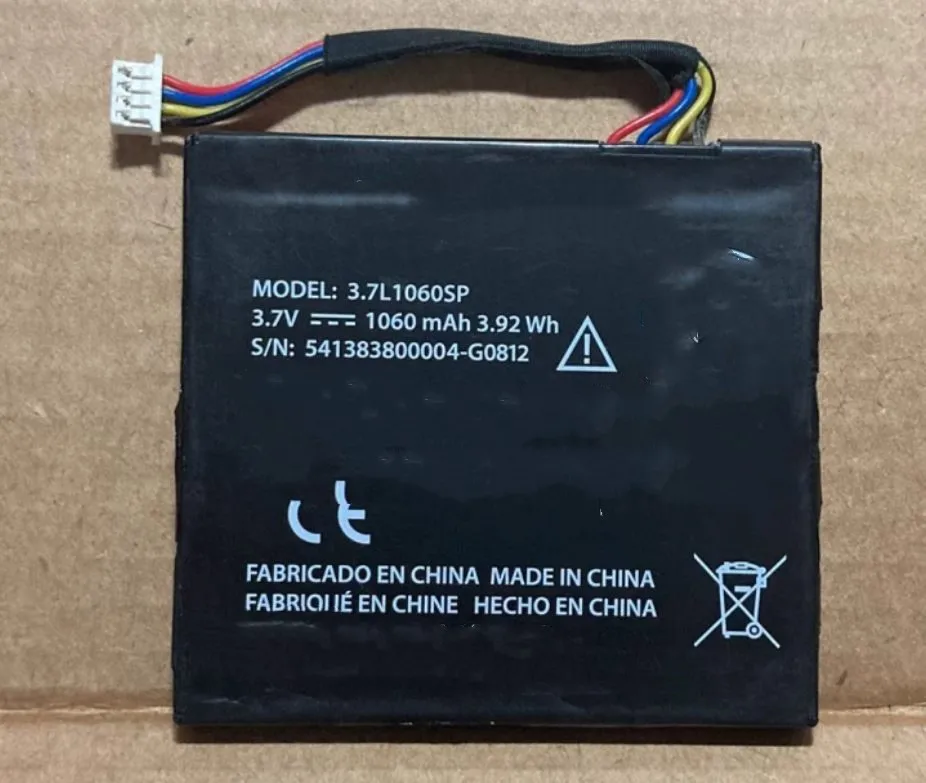 MODEL: 3.7L1060SP
3.7V ⎓ 1060 mAh 3.92 Wh
S/N: 541383800004-G0812
CE
FABRICADO EN CHINA MADE IN CHINA
EN CHINE HECHO EN CHINA